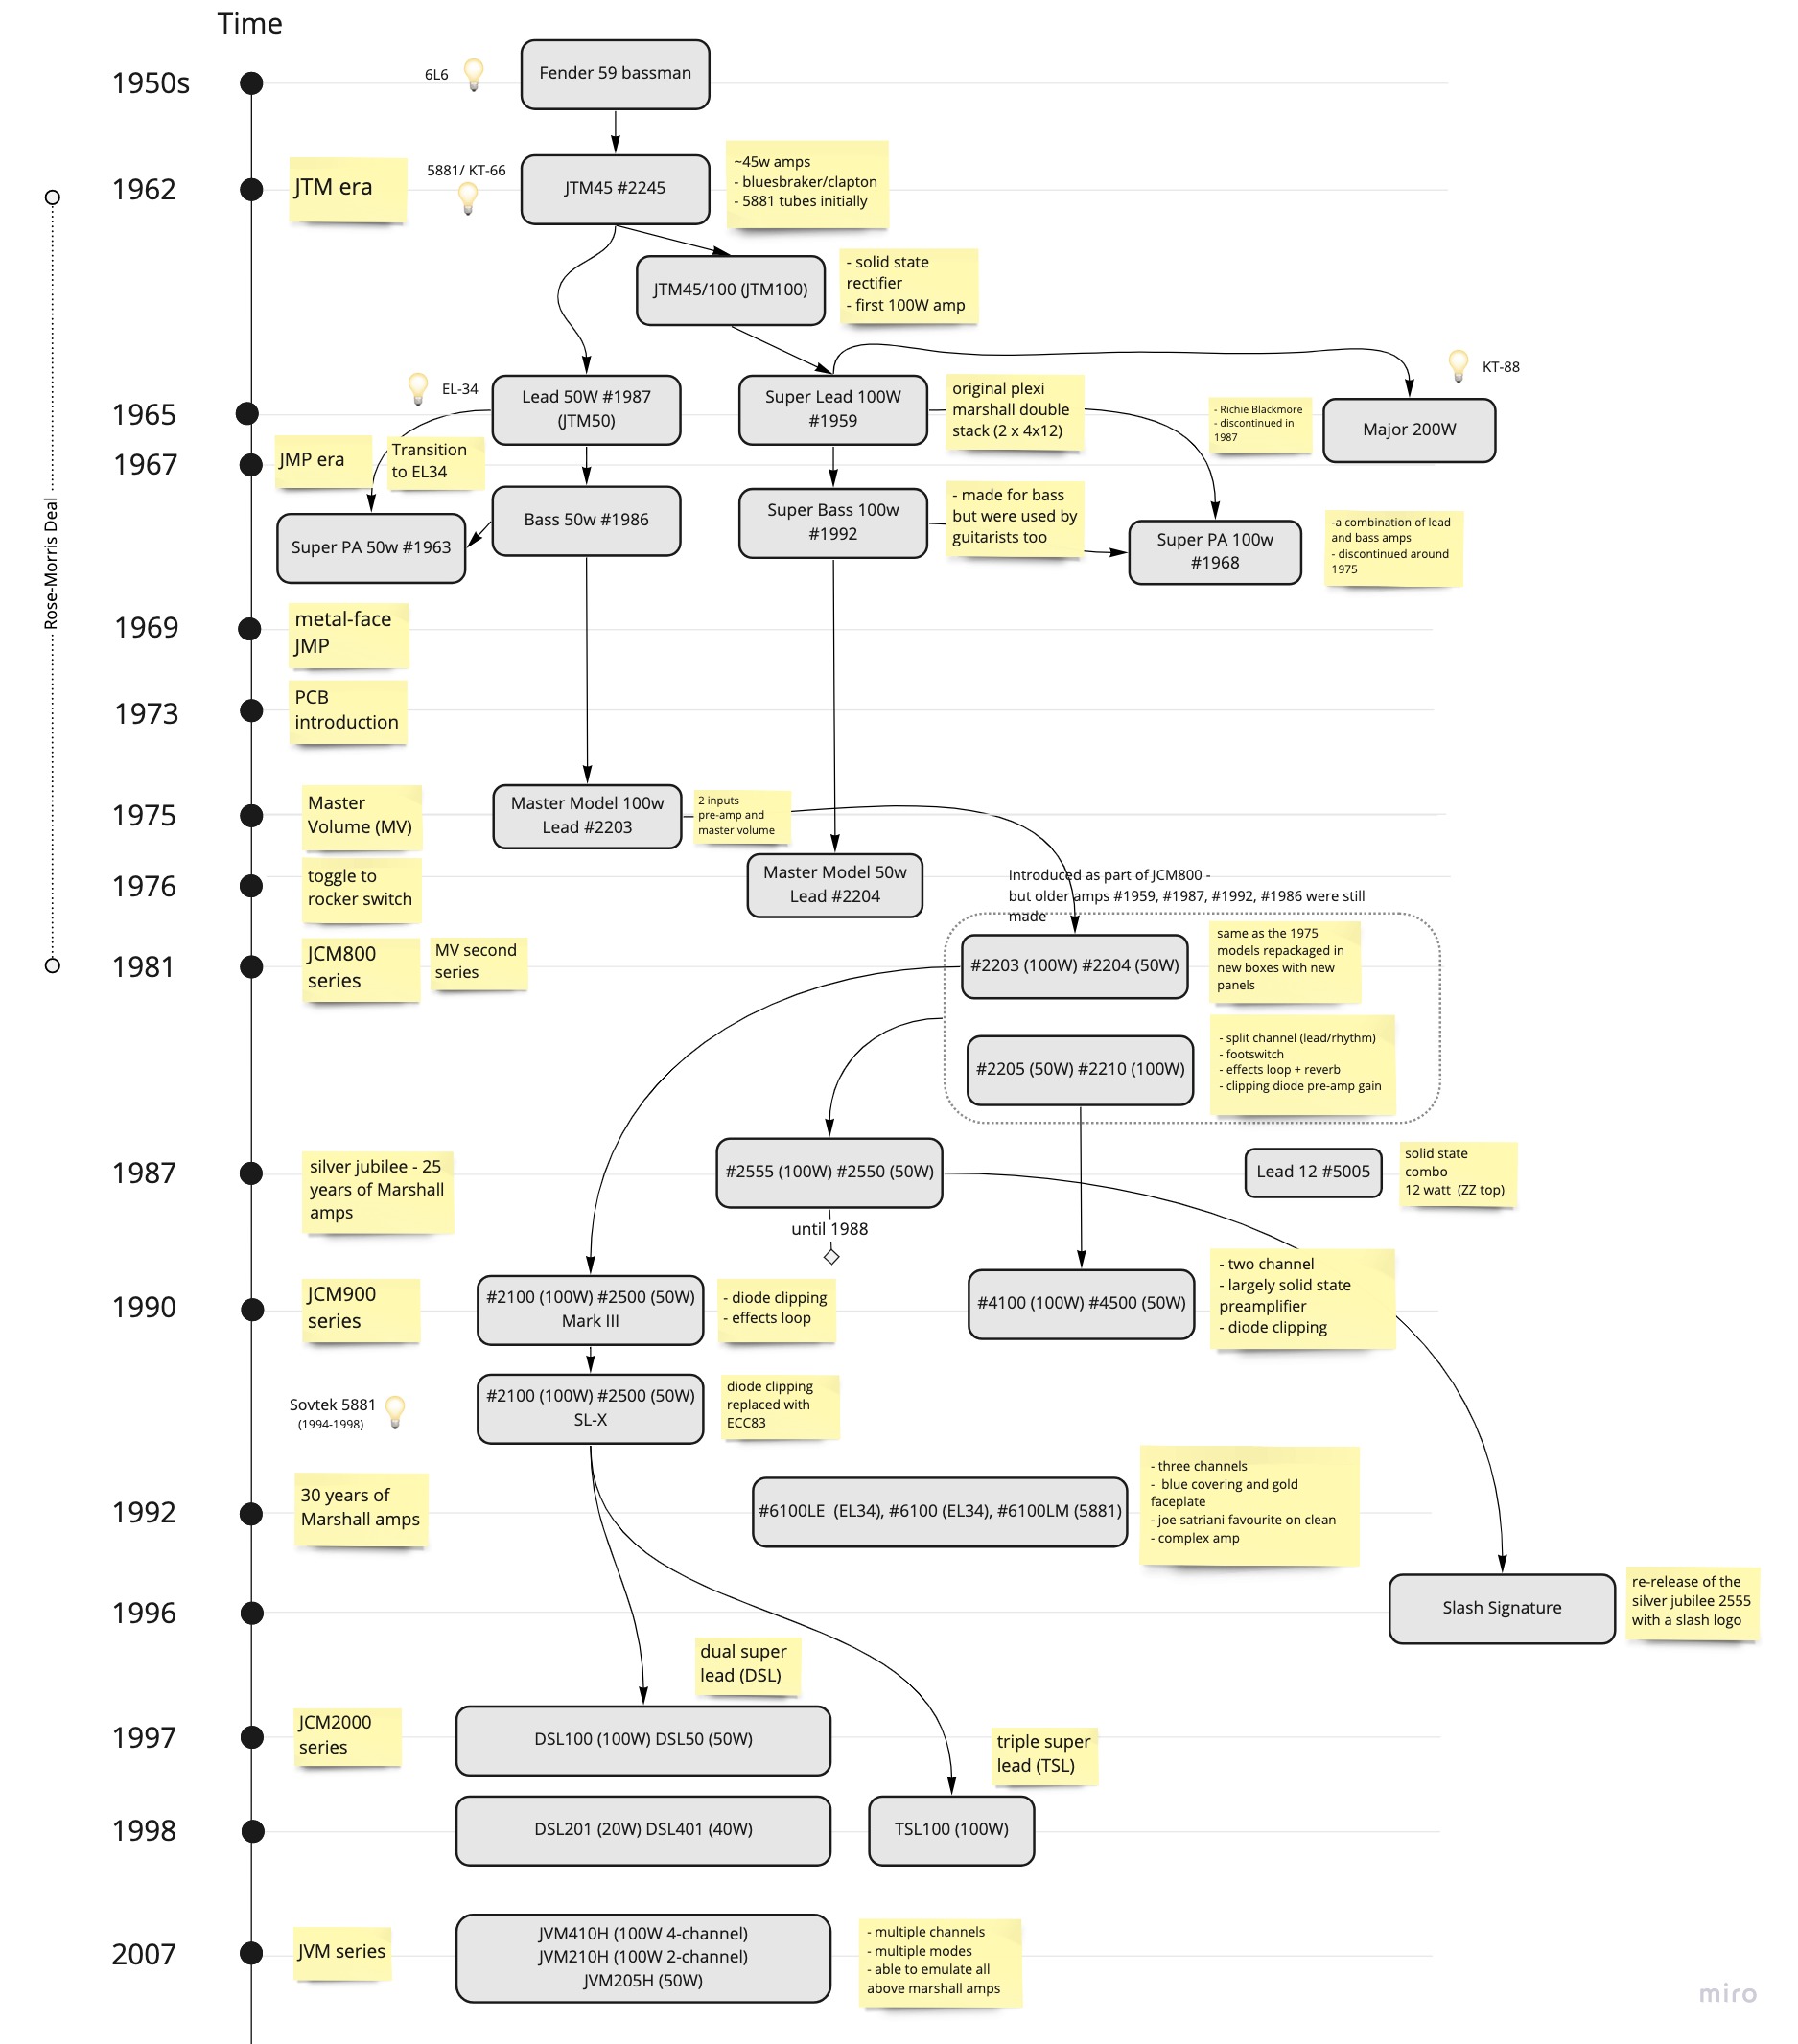 Time
1950s
6L6
Fender 59 bassman
1962
JTM era
5881/ KT-66
JTM45 #2245
~45w amps
- bluesbraker/clapton
- 5881 tubes initially
JTM45/100 (JTM100)
- solid state
rectifier
- first 100W amp
KT-88
1965
EL-34
Lead 50W #1987
(JTM50)
Super Lead 100W
#1959
original plexi
marshall double
stack (2 x 4x12)
- Richie Blackmore
- discontinued in
1987
Major 200W
1967
JMP era
Transition
to EL34
Super PA 50w #1963
Bass 50w #1986
Super Bass 100w
#1992
- made for bass
but were used by
guitarists too
Super PA 100w
#1968
-a combination of lead
and bass amps
- discontinued around
1975
Rose-Morris Deal
1969
metal-face
JMP
1973
PCB
introduction
1975
Master
Volume (MV)
Master Model 100w
Lead #2203
2 inputs
pre-amp and
master volume
1976
toggle to
rocker switch
Master Model 50w
Lead #2204
Introduced as part of JCM800 -
but older amps #1959, #1987, #1992, #1986 were still
made
1981
JCM800
series
MV second
series
#2203 (100W) #2204 (50W)
same as the 1975
models repackaged in
new boxes with new
panels
#2205 (50W) #2210 (100W)
- split channel (lead/rhythm)
- footswitch
- effects loop + reverb
- clipping diode pre-amp gain
1987
silver jubilee - 25
years of Marshall
amps
#2555 (100W) #2550 (50W)
until 1988
Lead 12 #5005
solid state
combo
12 watt (ZZ top)
1990
JCM900
series
#2100 (100W) #2500 (50W)
Mark III
- diode clipping
- effects loop
#4100 (100W) #4500 (50W)
- two channel
- largely solid state
preamplifier
- diode clipping
Sovtek 5881
(1994-1998)
#2100 (100W) #2500 (50W)
SL-X
diode clipping
replaced with
ECC83
1992
30 years of
Marshall amps
#6100LE (EL34), #6100 (EL34), #6100LM (5881)
- three channels
- blue covering and gold
faceplate
- joe satriani favourite on clean
- complex amp
1996
Slash Signature
re-release of the
silver jubilee 2555
with a slash logo
dual super
lead (DSL)
1997
JCM2000
series
DSL100 (100W) DSL50 (50W)
triple super
lead (TSL)
1998
DSL201 (20W) DSL401 (40W)
TSL100 (100W)
2007
JVM series
JVM410H (100W 4-channel)
JVM210H (100W 2-channel)
JVM205H (50W)
- multiple channels
- multiple modes
- able to emulate all
above marshall amps
miro